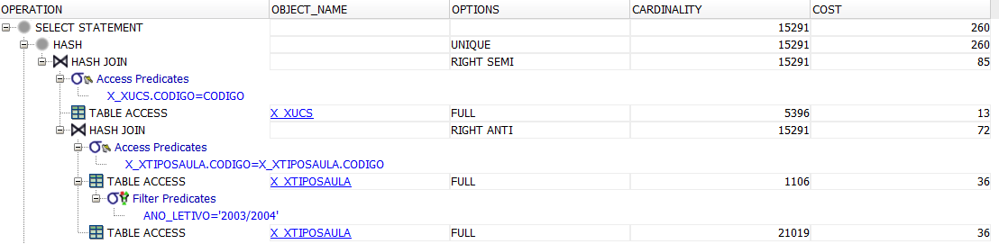 OPERATION OBJECT_NAME OPTIONS CARDINALITY COST
SELECT STATEMENT 15291 260
HASH UNIQUE 15291 260
HASH JOIN RIGHT SEMI 15291 85
Access Predicates
X_XUCS.CODIGO=CODIGO
TABLE ACCESS X_XUCS FULL 5396 13
HASH JOIN RIGHT ANTI 15291 72
Access Predicates
X_XTIPOSAULA.CODIGO=X_XTIPOSAULA.CODIGO
TABLE ACCESS X_XTIPOSAULA FULL 1106 36
Filter Predicates
ANO_LETIVO='2003/2004'
TABLE ACCESS X_XTIPOSAULA FULL 21019 36